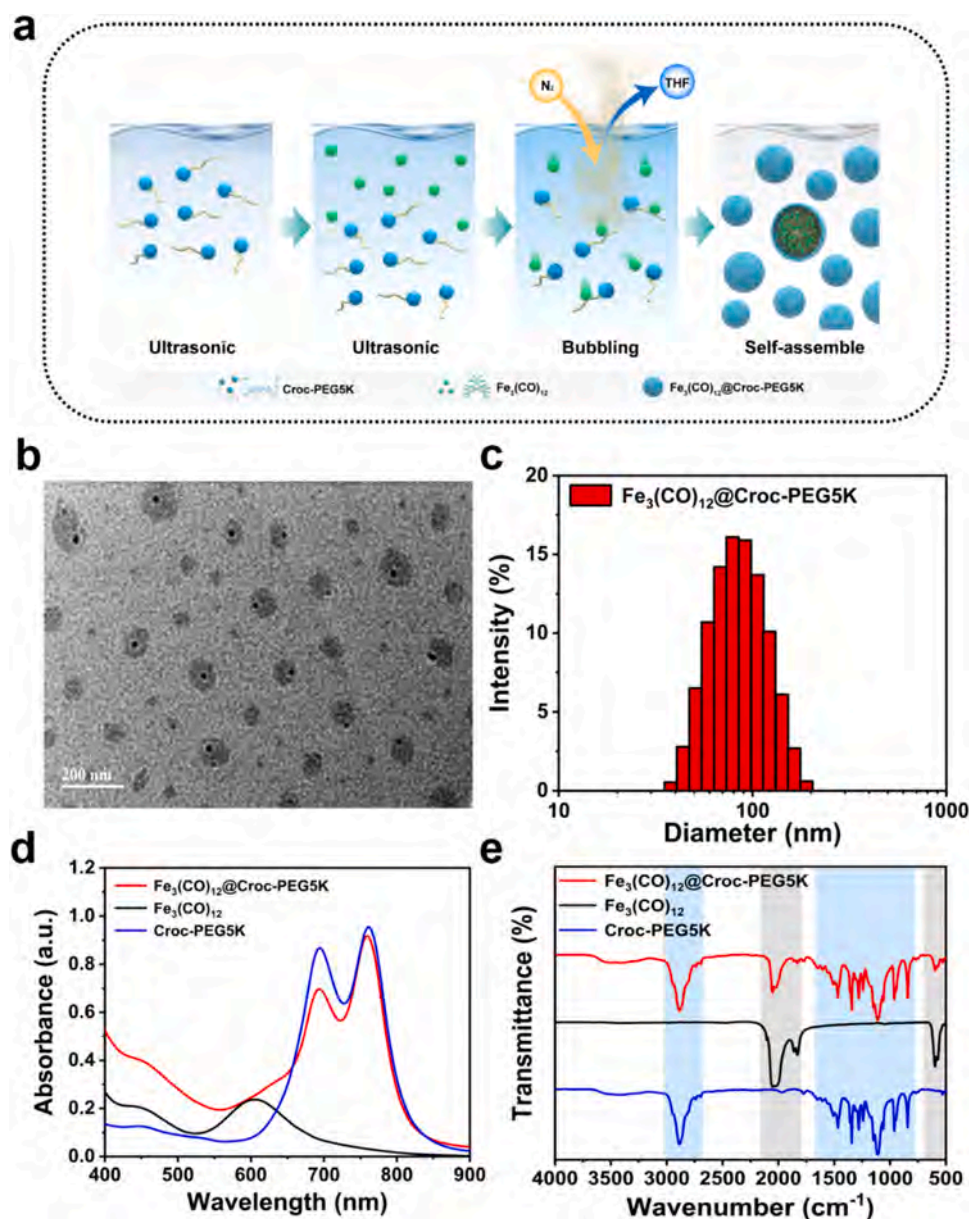 a
N₂
THF
Ultrasonic
Ultrasonic
Bubbling
Self-assemble
Croc-PEG5K
Fe₃(CO)₁₂
Fe₃(CO)₁₂@Croc-PEG5K
b
200 nm
c
20
15
10
5
0
Intensity (%)
Fe₃(CO)₁₂@Croc-PEG5K
10
100
1000
Diameter (nm)
d
1.2
1.0
0.8
0.6
0.4
0.2
0.0
Absorbance (a.u.)
Fe₃(CO)₁₂@Croc-PEG5K
Fe₃(CO)₁₂
Croc-PEG5K
400
500
600
700
800
900
Wavelength (nm)
e
Transmittance (%)
Fe₃(CO)₁₂@Croc-PEG5K
Fe₃(CO)₁₂
Croc-PEG5K
4000 3500 3000 2500 2000 1500 1000 500
Wavenumber (cm⁻¹)